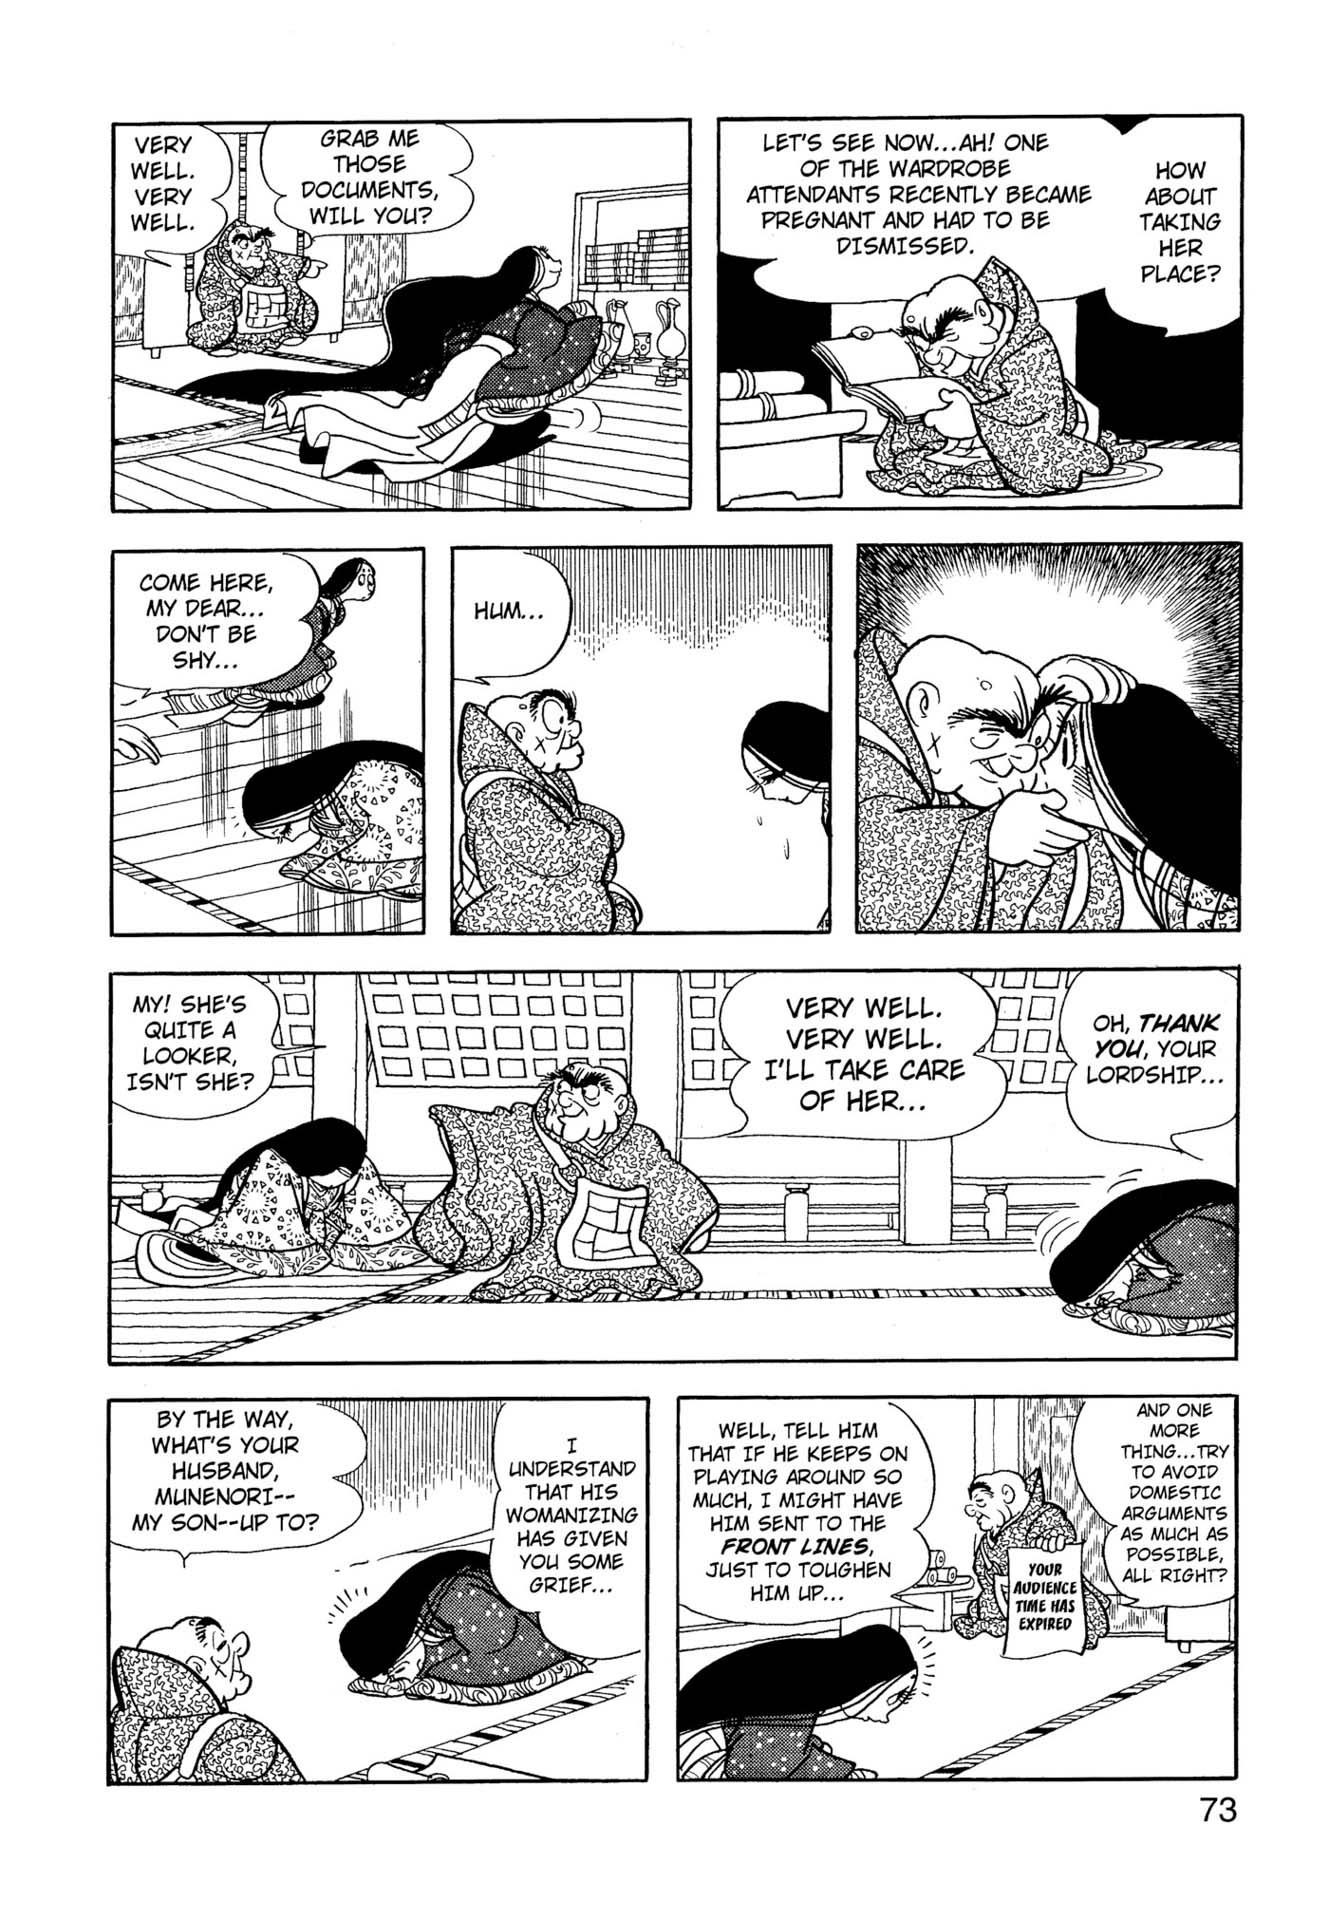 VERY
WELL.
VERY
WELL.
GRAB ME
THOSE
DOCUMENTS,
WILL YOU?
LET'S SEE NOW...AH! ONE
OF THE WARDROBE
ATTENDANTS RECENTLY BECAME
PREGNANT AND HAD TO BE
DISMISSED.
HOW
ABOUT
TAKING
HER
PLACE?
COME HERE,
MY DEAR...
DON'T BE
SHY...
HUM...
MY! SHE'S
QUITE A
LOOKER,
ISN'T SHE?
VERY WELL.
VERY WELL.
I'LL TAKE CARE
OF HER...
OH, THANK
YOU, YOUR
LORDSHIP...
BY THE WAY,
WHAT'S YOUR
HUSBAND,
MUNENORI--
MY SON--UP TO?
I
UNDERSTAND
THAT HIS
WOMANIZING
HAS GIVEN
YOU SOME
GRIEF...
WELL, TELL HIM
THAT IF HE KEEPS ON
PLAYING AROUND SO
MUCH, I MIGHT HAVE
HIM SENT TO THE
FRONT LINES,
JUST TO TOUGHEN
HIM UP...
AND ONE
MORE
THING...TRY
TO AVOID
DOMESTIC
ARGUMENTS
AS MUCH AS
POSSIBLE,
ALL RIGHT?
YOUR
AUDIENCE
TIME HAS
EXPIRED
73